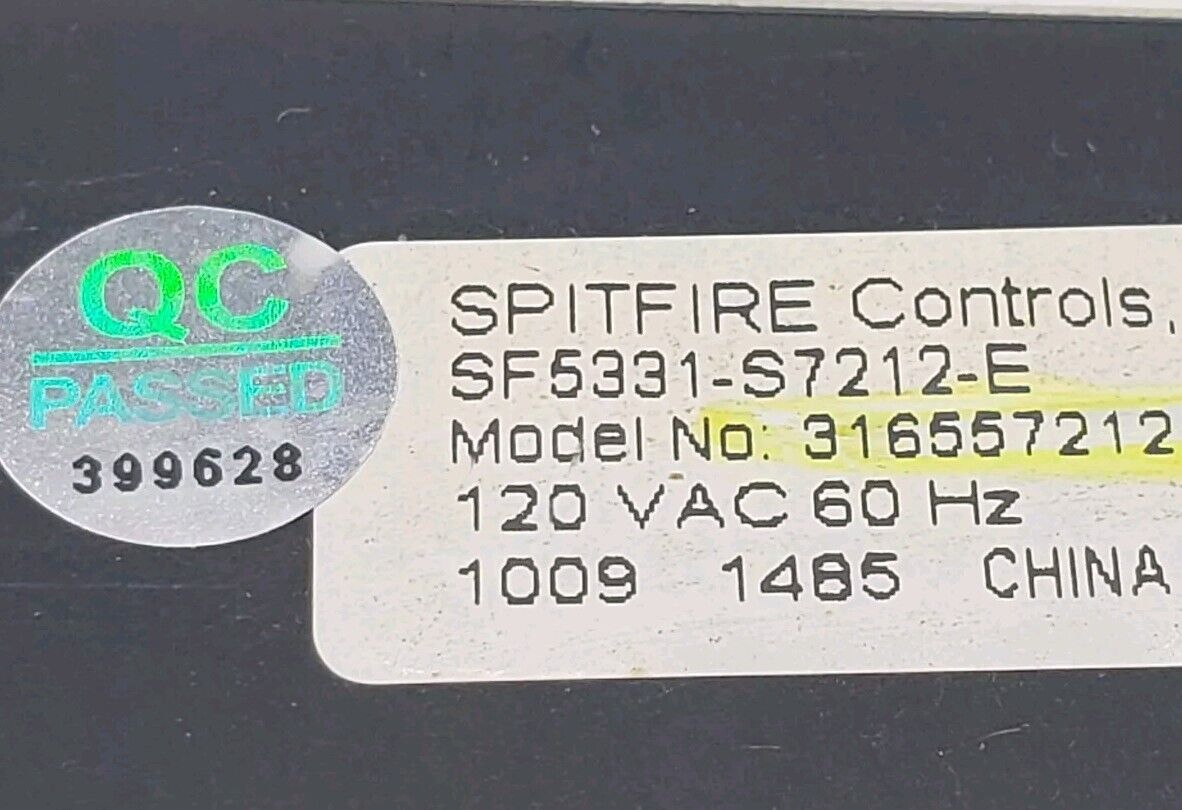 QC
PASSED
399628
SPITFIRE Controls,
SF5331-S7212-E
Model No: 316557212
120 VAC 60 Hz
1009 1485 CHINA